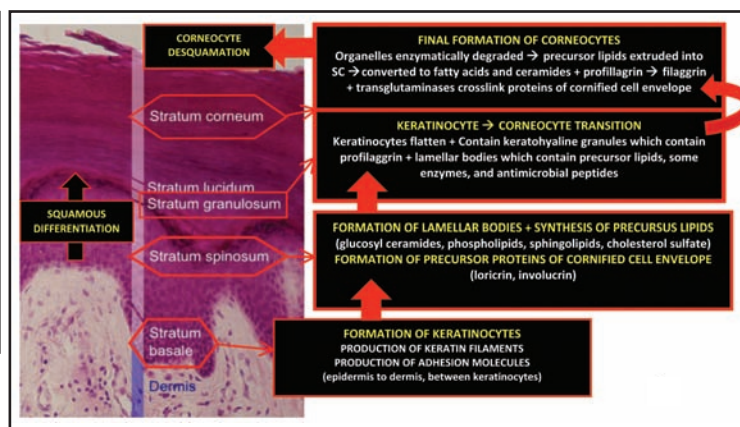 CORNEOCYTE
DESQUAMATION
FINAL FORMATION OF CORNEOCYTES
Organelles enzymatically degraded → precursor lipids extruded into
SC → converted to fatty acids and ceramides + profillagrin → filaggrin
+ transglutaminases crosslink proteins of cornified cell envelope
Stratum corneum
KERATINOCYTE → CORNEOCYTE TRANSITION
Keratinocytes flatten + Contain keratohyaline granules which contain
profilaggrin + lamellar bodies which contain precursor lipids, some
enzymes, and antimicrobial peptides
Stratum lucidum
Stratum granulosum
SQUAMOUS
DIFFERENTIATION
Stratum spinosum
FORMATION OF LAMELLAR BODIES + SYNTHESIS OF PRECURSUS LIPIDS
(glucosyl ceramides, phospholipids, sphingolipids, cholesterol sulfate)
FORMATION OF PRECURSOR PROTEINS OF CORNIFIED CELL ENVELOPE
(loricrin, involucrin)
Stratum
basale
FORMATION OF KERATINOCYTES
PRODUCTION OF KERATIN FILAMENTS
PRODUCTION OF ADHESION MOLECULES
(epidermis to dermis, between keratinocytes)
Dermis